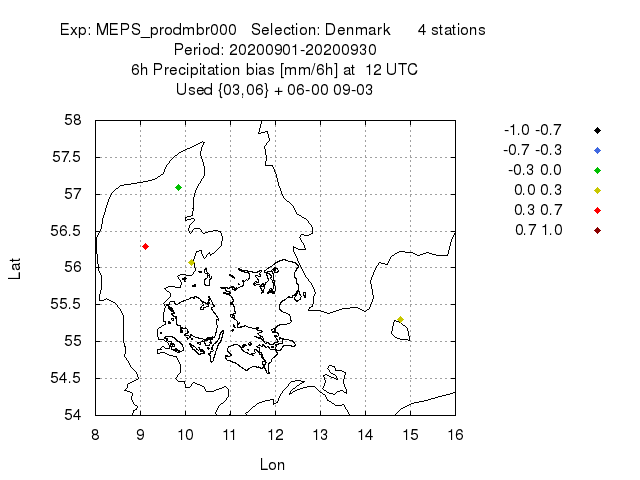 Exp: MEPS_prodmbr000 Selection: Denmark 4 stations
Period: 20200901-20200930
6h Precipitation bias [mm/6h] at 12 UTC
Used {03,06} + 06-00 09-03
58
57.5
57
56.5
56
55.5
55
54.5
54
Lat
8 9 10 11 12 13 14 15 16
Lon
-1.0 -0.7
-0.7 -0.3
-0.3 0.0
0.0 0.3
0.3 0.7
0.7 1.0